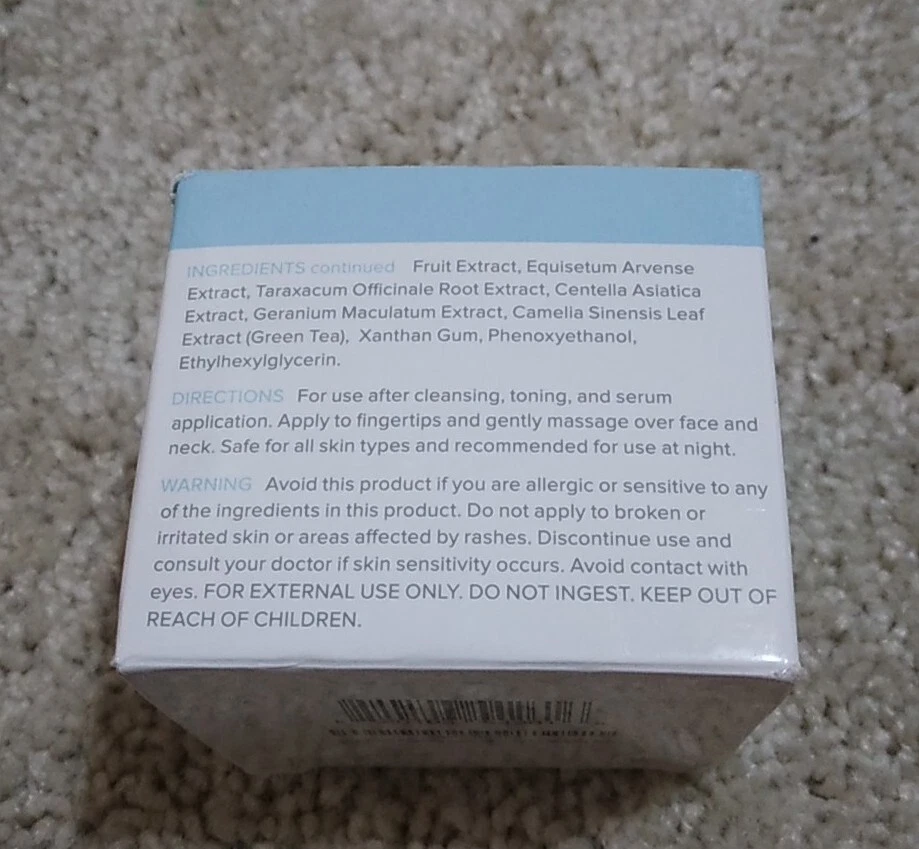 INGREDIENTS continued Fruit Extract, Equisetum Arvense
Extract, Taraxacum Officinale Root Extract, Centella Asiatica
Extract, Geranium Maculatum Extract, Camelia Sinensis Leaf
Extract (Green Tea), Xanthan Gum, Phenoxyethanol,
Ethylhexylglycerin.
DIRECTIONS For use after cleansing, toning, and serum
application. Apply to fingertips and gently massage over face and
neck. Safe for all skin types and recommended for use at night.
WARNING Avoid this product if you are allergic or sensitive to any
of the ingredients in this product. Do not apply to broken or
irritated skin or areas affected by rashes. Discontinue use and
consult your doctor if skin sensitivity occurs. Avoid contact with
eyes. FOR EXTERNAL USE ONLY. DO NOT INGEST. KEEP OUT OF
REACH OF CHILDREN.